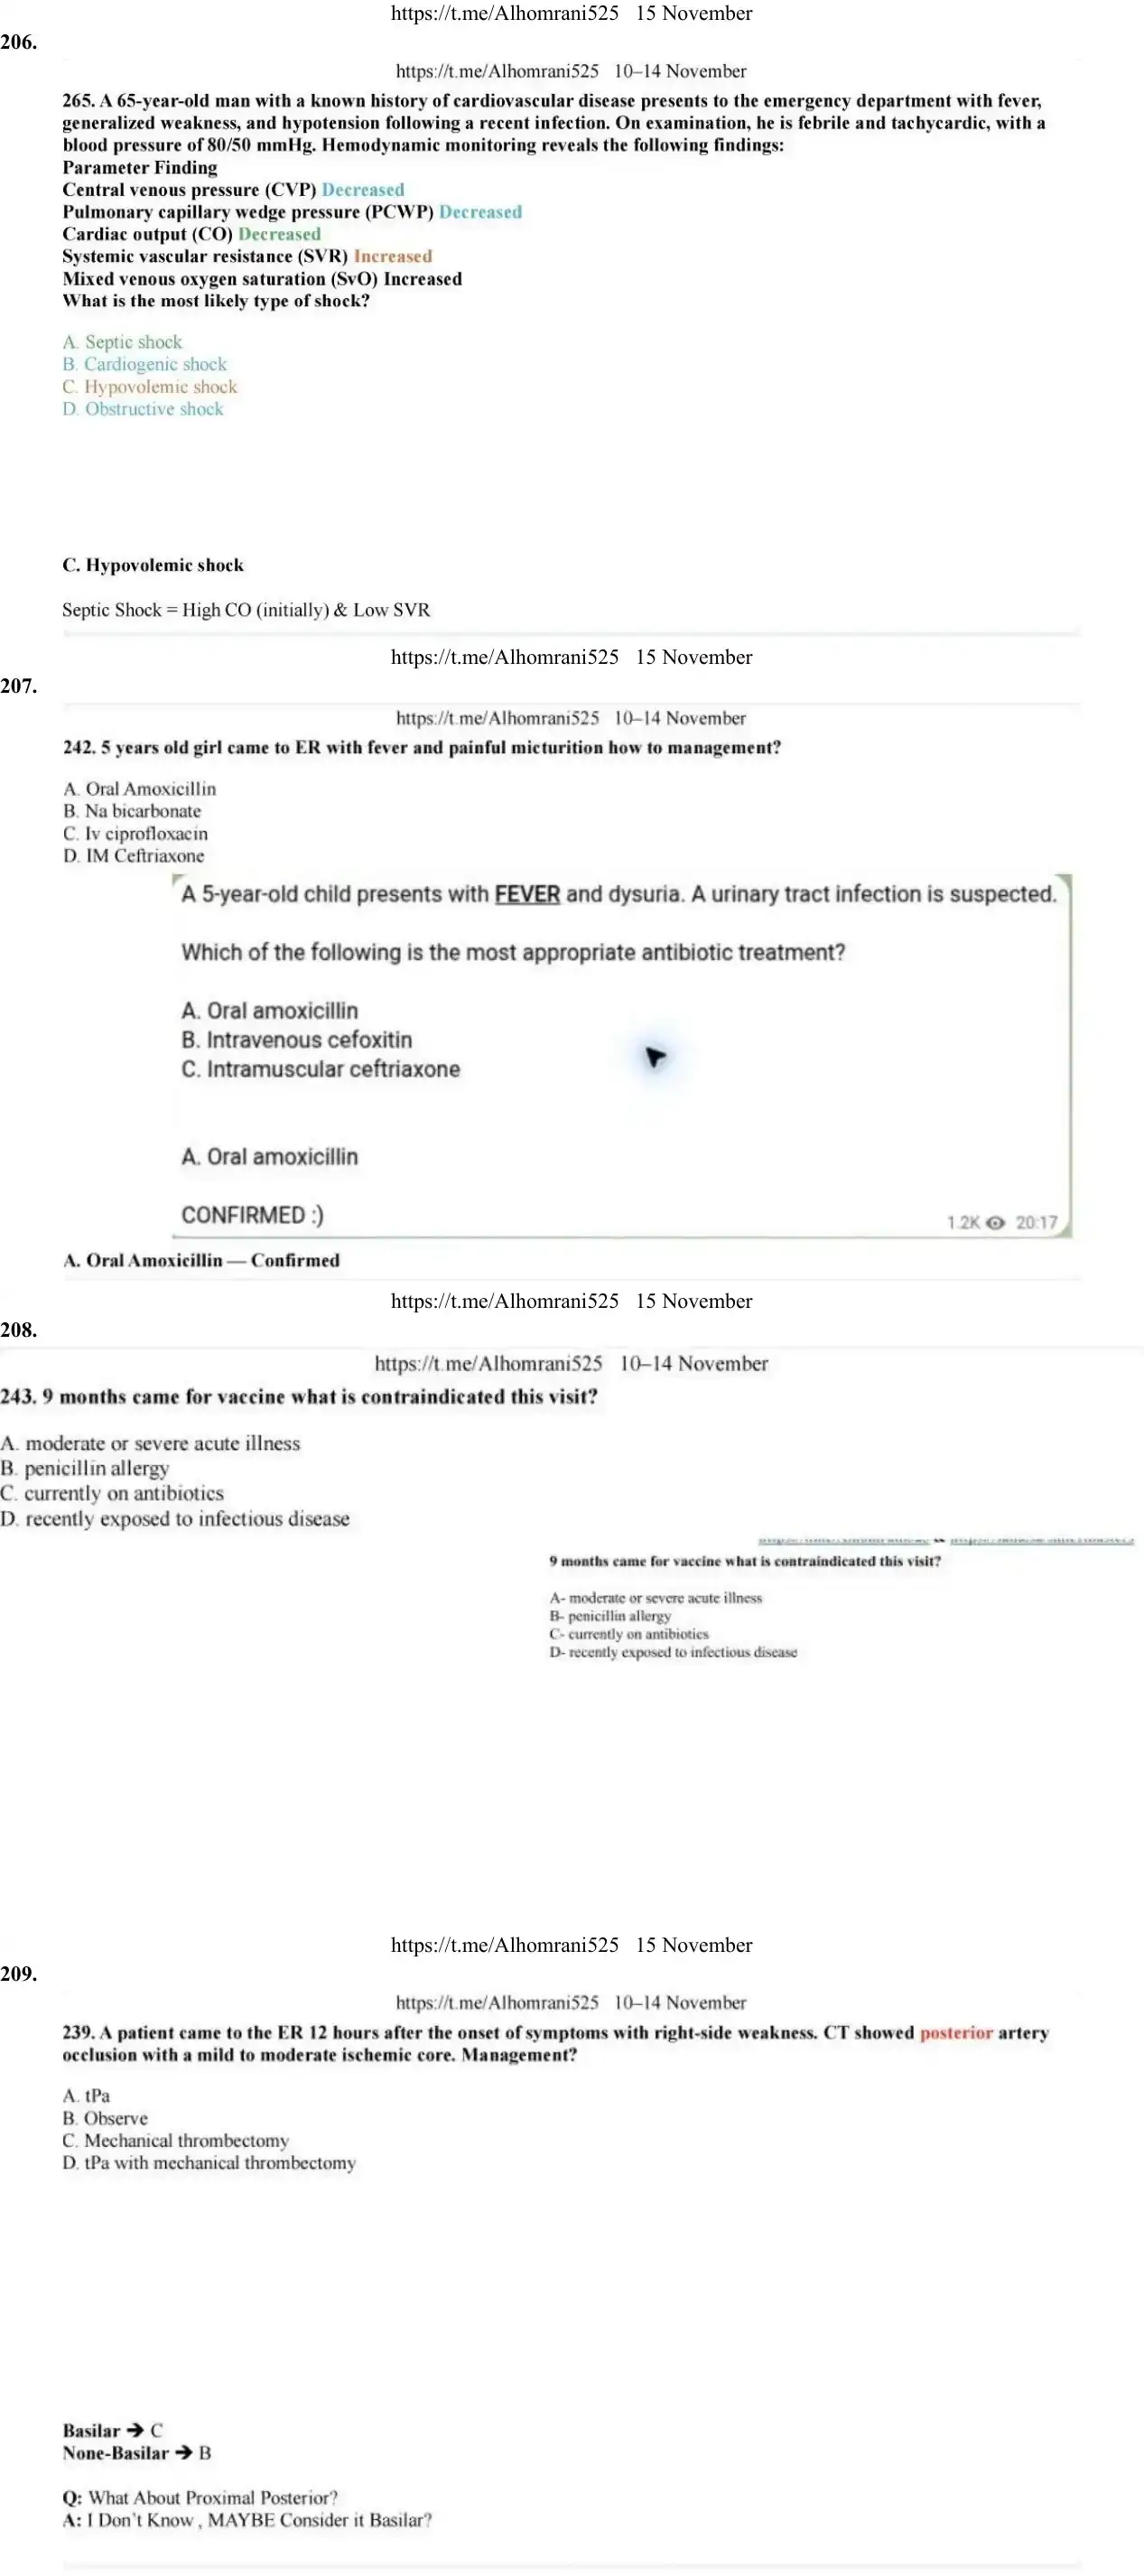 https://t.me/Alhomrani525 15 November
206.
https://t.me/Alhomrani525 10–14 November
265. A 65-year-old man with a known history of cardiovascular disease presents to the emergency department with fever,
generalized weakness, and hypotension following a recent infection. On examination, he is febrile and tachycardic, with a
blood pressure of 80/50 mmHg. Hemodynamic monitoring reveals the following findings:
Parameter Finding
Central venous pressure (CVP) Decreased
Pulmonary capillary wedge pressure (PCWP) Decreased
Cardiac output (CO) Decreased
Systemic vascular resistance (SVR) Increased
Mixed venous oxygen saturation (SvO) Increased
What is the most likely type of shock?
A. Septic shock
B. Cardiogenic shock
C. Hypovolemic shock
D. Obstructive shock
C. Hypovolemic shock
Septic Shock = High CO (initially) & Low SVR
https://t.me/Alhomrani525 15 November
207.
https://t.me/Alhomrani525 10–14 November
242. 5 years old girl came to ER with fever and painful micturition how to management?
A. Oral Amoxicillin
B. Na bicarbonate
C. Iv ciprofloxacin
D. IM Ceftriaxone
A 5-year-old child presents with FEVER and dysuria. A urinary tract infection is suspected.
Which of the following is the most appropriate antibiotic treatment?
A. Oral amoxicillin
B. Intravenous cefoxitin
C. Intramuscular ceftriaxone
A. Oral amoxicillin
CONFIRMED :)
1.2K 20:17
A. Oral Amoxicillin — Confirmed
https://t.me/Alhomrani525 15 November
208.
https://t.me/Alhomrani525 10–14 November
243. 9 months came for vaccine what is contraindicated this visit?
A. moderate or severe acute illness
B. penicillin allergy
C. currently on antibiotics
D. recently exposed to infectious disease
9 months came for vaccine what is contraindicated this visit?
A- moderate or severe acute illness
B- penicillin allergy
C- currently on antibiotics
D- recently exposed to infectious disease
https://t.me/Alhomrani525 15 November
209.
https://t.me/Alhomrani525 10–14 November
239. A patient came to the ER 12 hours after the onset of symptoms with right-side weakness. CT showed posterior artery
occlusion with a mild to moderate ischemic core. Management?
A. tPa
B. Observe
C. Mechanical thrombectomy
D. tPa with mechanical thrombectomy
Basilar ➔ C
None-Basilar ➔ B
Q: What About Proximal Posterior?
A: I Don't Know , MAYBE Consider it Basilar?